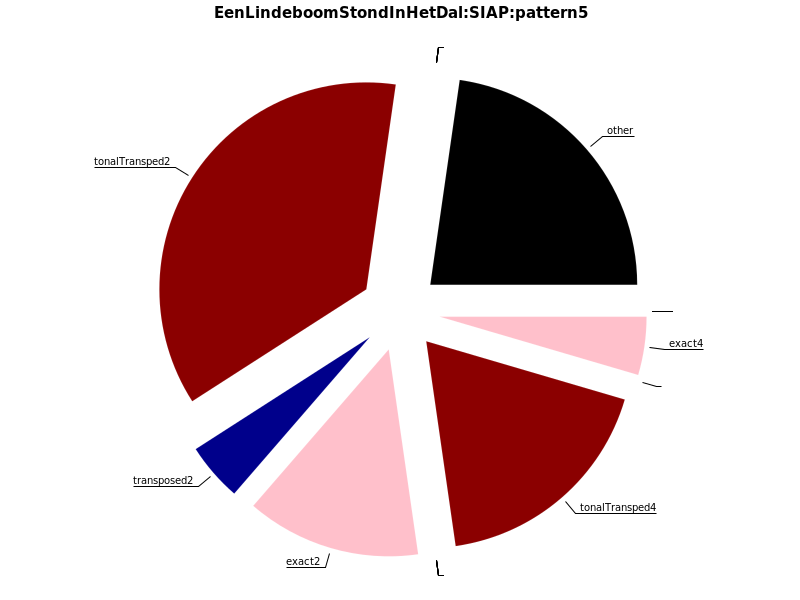 EenLindeboomStondInHetDal:SIAP:pattern5
other
tonalTransped2
exact4
transposed2
tonalTransped4
exact2